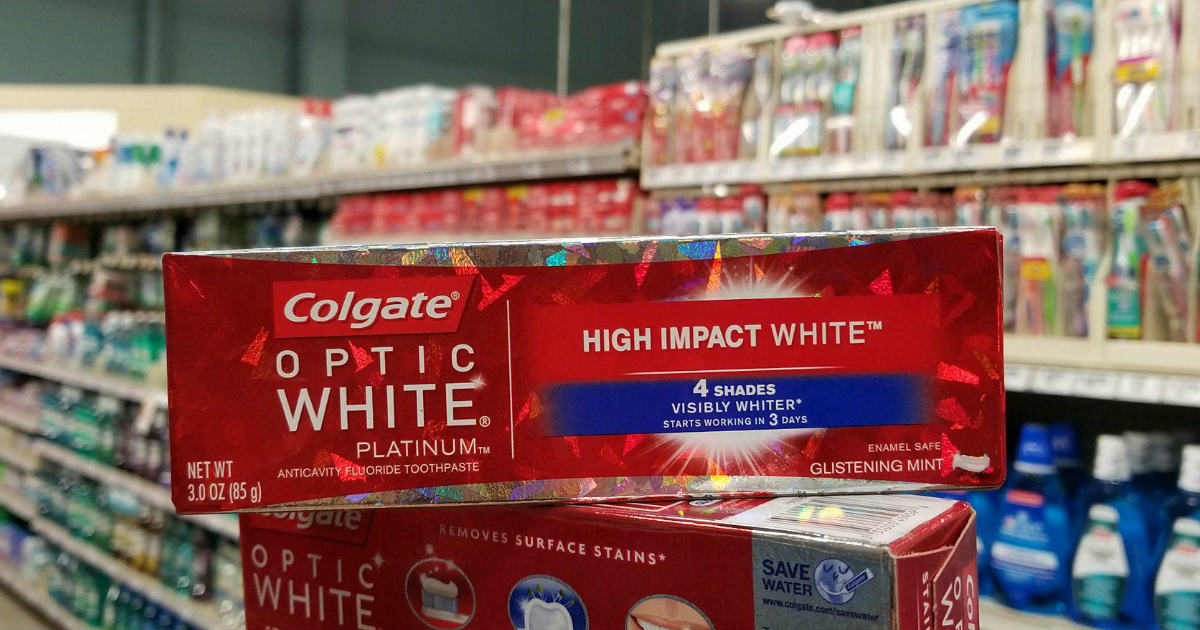 Colgate®
OPTIC
WHITE®
PLATINUM™
ANTICAVITY FLUORIDE TOOTHPASTE
NET WT
3.0 OZ (85 g)
HIGH IMPACT WHITE™
4 SHADES
VISIBLY WHITER*
STARTS WORKING IN 3 DAYS
ENAMEL SAFE
GLISTENING MINT
Colgate
OPTIC
WHITE
REMOVES SURFACE STAINS*
SAVE
WATER
Colgate
www.colgate.com/savewater